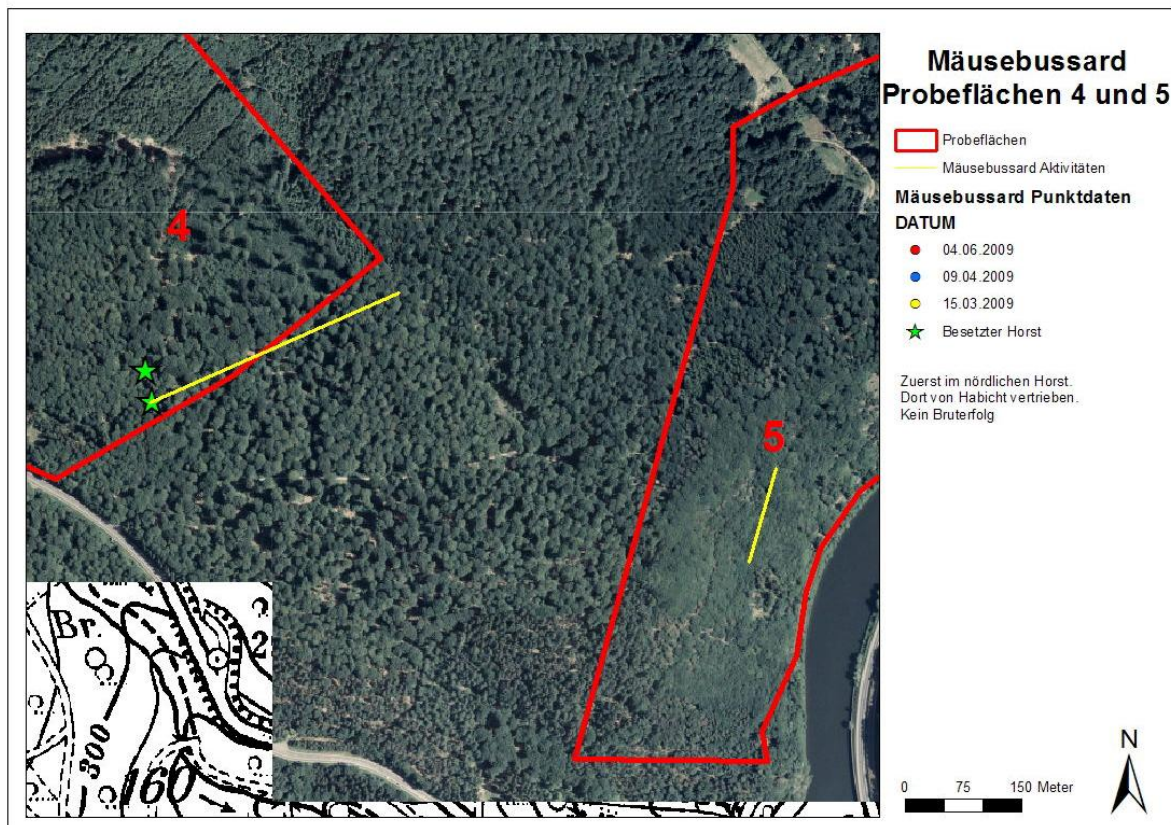 Mäusebussard
Probeflächen 4 und 5
Probeflächen
Mäusebussard Aktivitäten
Mäusebussard Punktdaten
DATUM
04.06.2009
09.04.2009
15.03.2009
Besetzter Horst
Zuerst im nördlichen Horst.
Dort von Habicht vertrieben.
Kein Bruterfolg
4
5
Br.
2
300
160
N
0 75 150 Meter